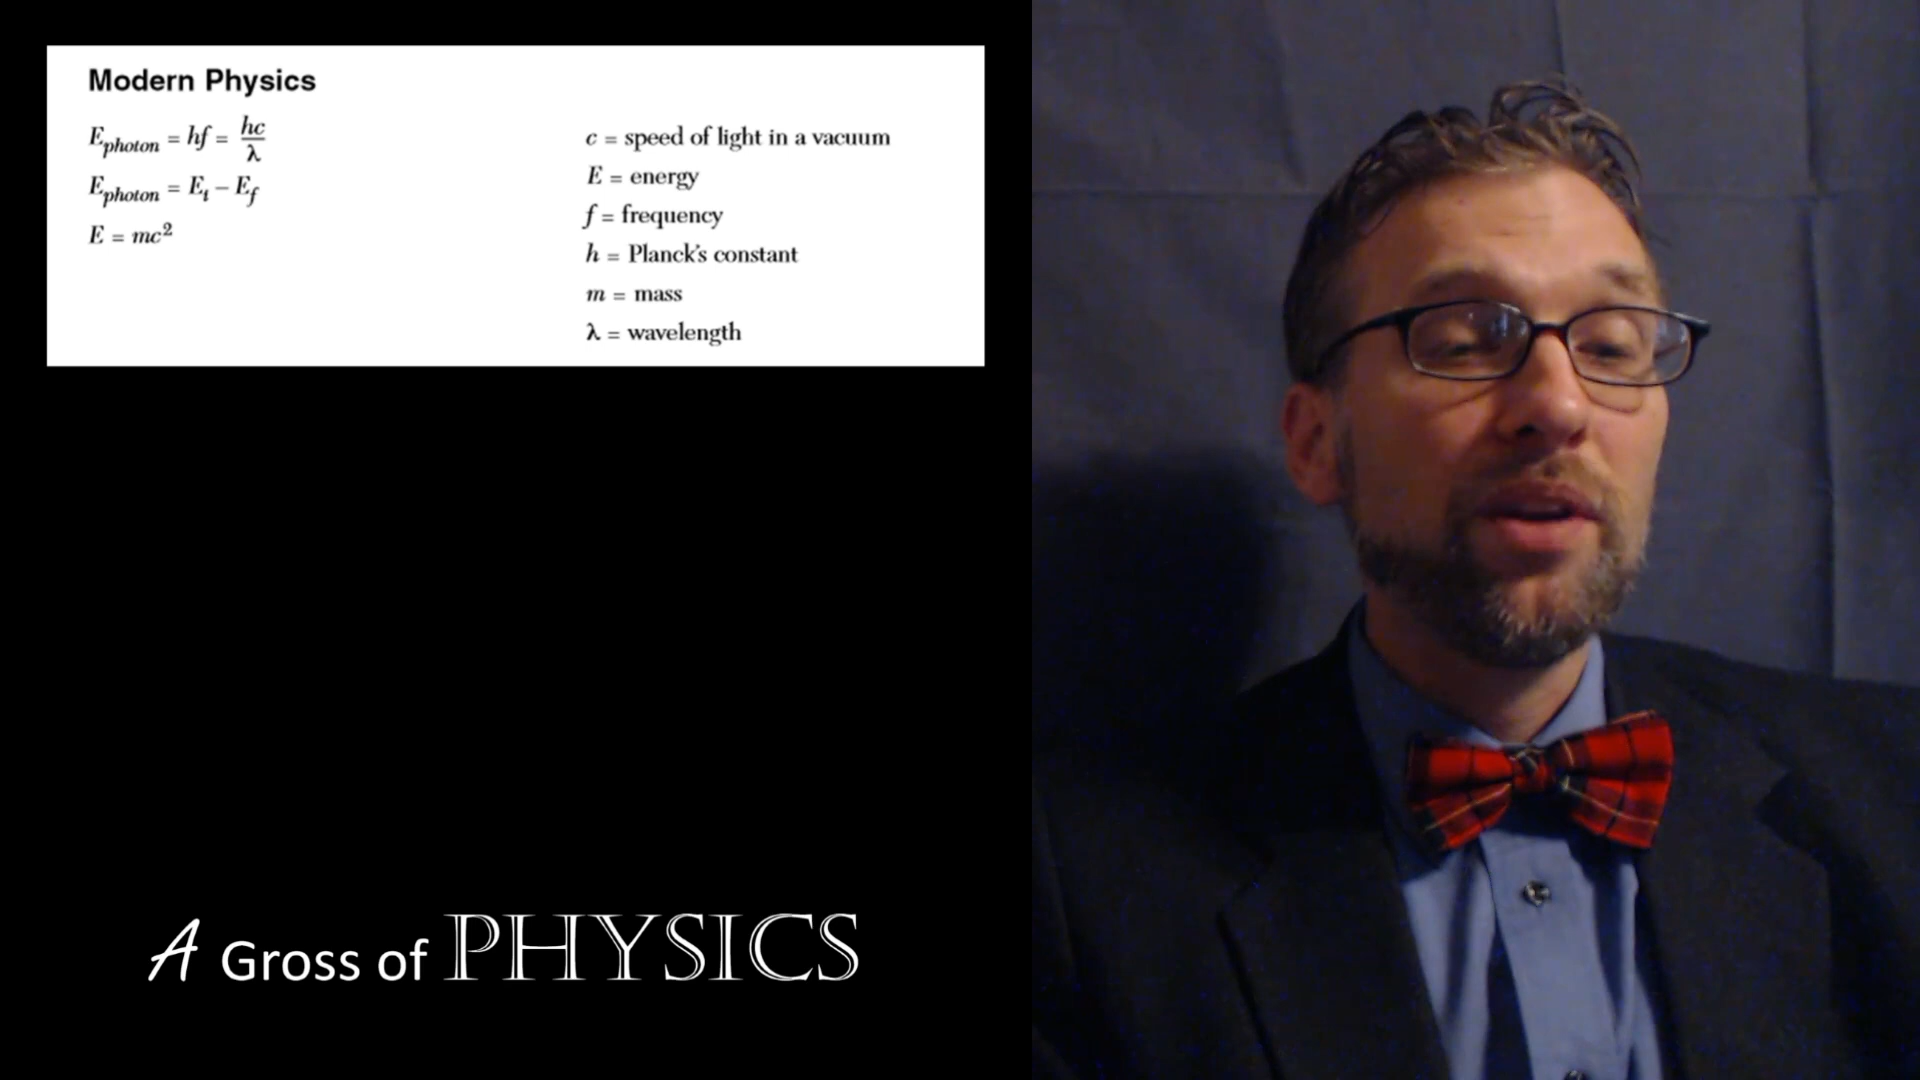 Modern Physics
E_photon = hf = hc/λ
E_photon = E_i – E_f
E = mc²
c = speed of light in a vacuum
E = energy
f = frequency
h = Planck's constant
m = mass
λ = wavelength
A Gross of PHYSICS